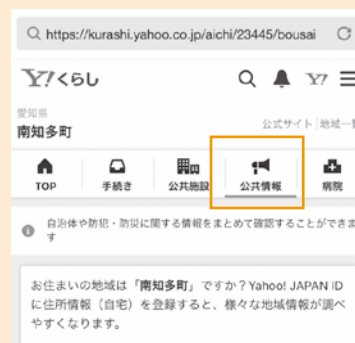 https://kurashi.yahoo.co.jp/aichi/23445/bousai
Y!くらし
Y?
愛知県
南知多町
公式サイト|地域一覧
TOP 手続き 公共施設 公共情報 病院
自治体や防犯・防災に関する情報をまとめて確認することができま
す
お住まいの地域は「南知多町」ですか?Yahoo! JAPAN ID
に住所情報(自宅)を登録すると、様々な地域情報が調べ
やすくなります。